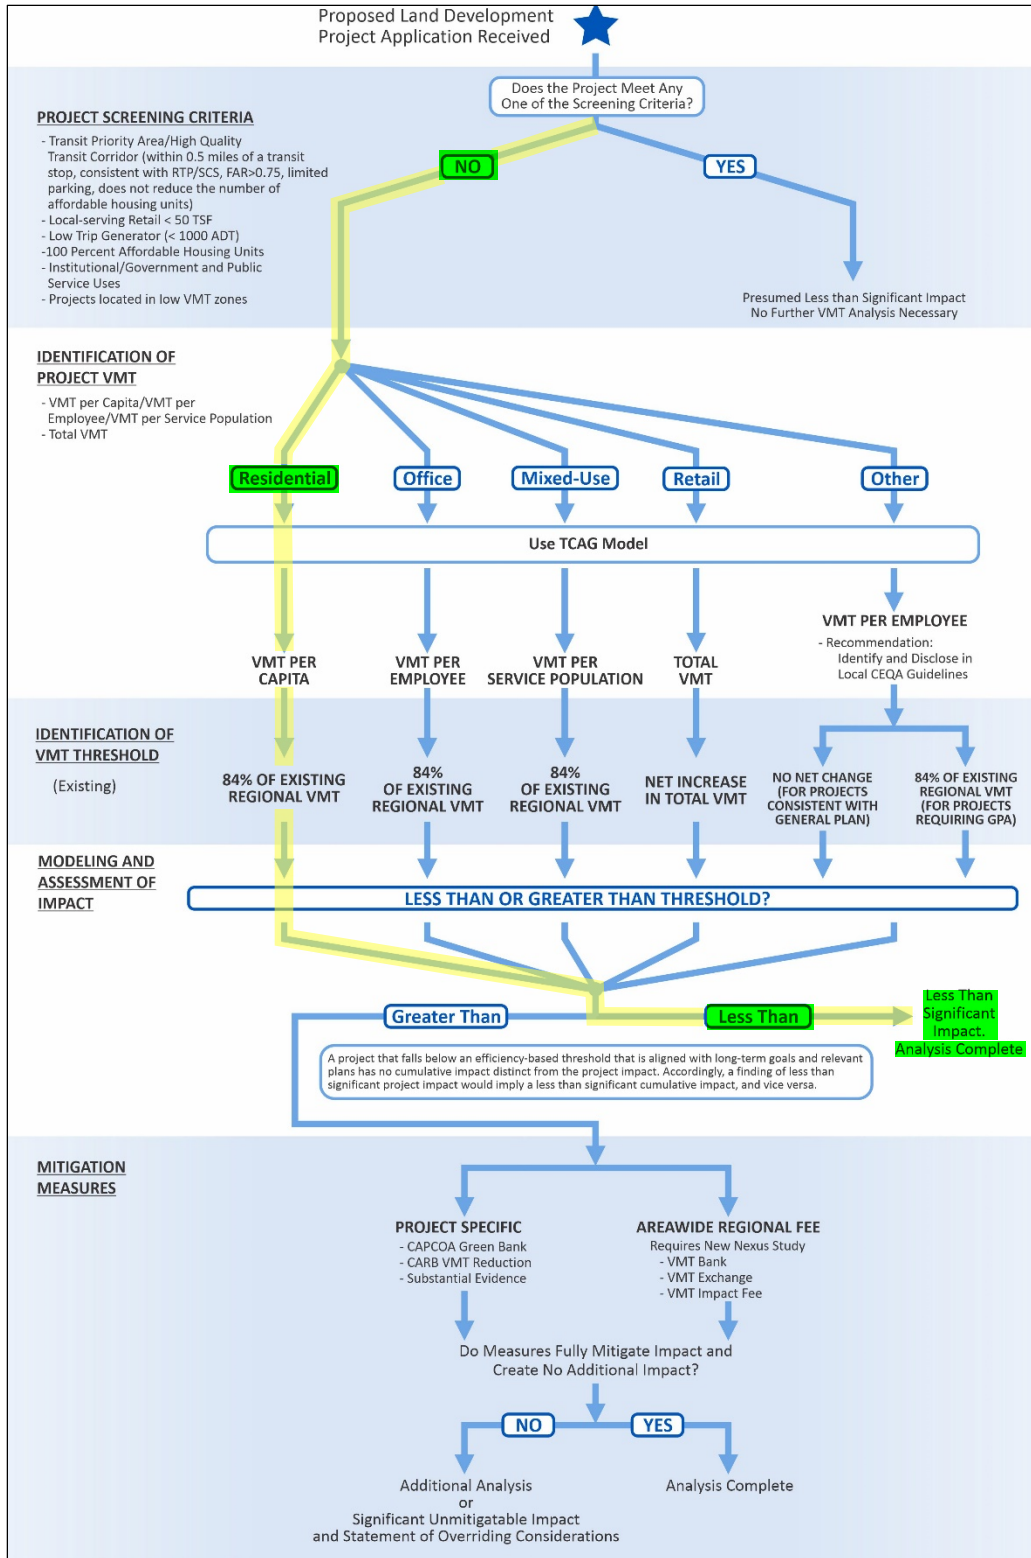 Proposed Land Development
Project Application Received
Does the Project Meet Any
One of the Screening Criteria?
PROJECT SCREENING CRITERIA
- Transit Priority Area/High Quality
Transit Corridor (within 0.5 miles of a transit
stop, consistent with RTP/SCS, FAR>0.75, limited
parking, does not reduce the number of
affordable housing units)
- Local-serving Retail < 50 TSF
- Low Trip Generator (< 1000 ADT)
-100 Percent Affordable Housing Units
- Institutional/Government and Public
Service Uses
- Projects located in low VMT zones
NO
YES
Presumed Less than Significant Impact
No Further VMT Analysis Necessary
IDENTIFICATION OF
PROJECT VMT
- VMT per Capita/VMT per
Employee/VMT per Service Population
- Total VMT
Residential
Office
Mixed-Use
Retail
Other
Use TCAG Model
VMT PER
CAPITA
VMT PER
EMPLOYEE
VMT PER
SERVICE POPULATION
TOTAL
VMT
VMT PER EMPLOYEE
- Recommendation:
Identify and Disclose in
Local CEQA Guidelines
IDENTIFICATION OF
VMT THRESHOLD
(Existing)
84% OF EXISTING
REGIONAL VMT
84%
OF EXISTING
REGIONAL VMT
84%
OF EXISTING
REGIONAL VMT
NET INCREASE
IN TOTAL VMT
NO NET CHANGE
(FOR PROJECTS
CONSISTENT WITH
GENERAL PLAN)
84% OF EXISTING
REGIONAL VMT
(FOR PROJECTS
REQUIRING GPA)
MODELING AND
ASSESSMENT OF
IMPACT
LESS THAN OR GREATER THAN THRESHOLD?
Greater Than
Less Than
Less Than
Significant
Impact.
Analysis Complete
A project that falls below an efficiency-based threshold that is aligned with long-term goals and relevant
plans has no cumulative impact distinct from the project impact. Accordingly, a finding of less than
significant project impact would imply a less than significant cumulative impact, and vice versa.
MITIGATION
MEASURES
PROJECT SPECIFIC
- CAPCOA Green Bank
- CARB VMT Reduction
- Substantial Evidence
AREAWIDE REGIONAL FEE
Requires New Nexus Study
- VMT Bank
- VMT Exchange
- VMT Impact Fee
Do Measures Fully Mitigate Impact and
Create No Additional Impact?
NO
YES
Additional Analysis
or
Significant Unmitigatable Impact
and Statement of Overriding Considerations
Analysis Complete